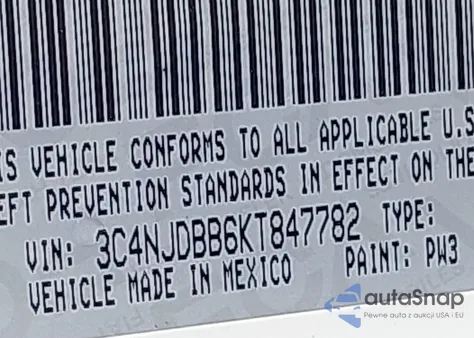 IS VEHICLE CONFORMS TO ALL APPLICABLE U.S
EFT PREVENTION STANDARDS IN EFFECT ON THE
VIN: 3C4NJDBB6KT847782 TYPE:
VEHICLE MADE IN MEXICO PAINT: PW3
autaSnap
Pewne auta z aukcji USA i EU